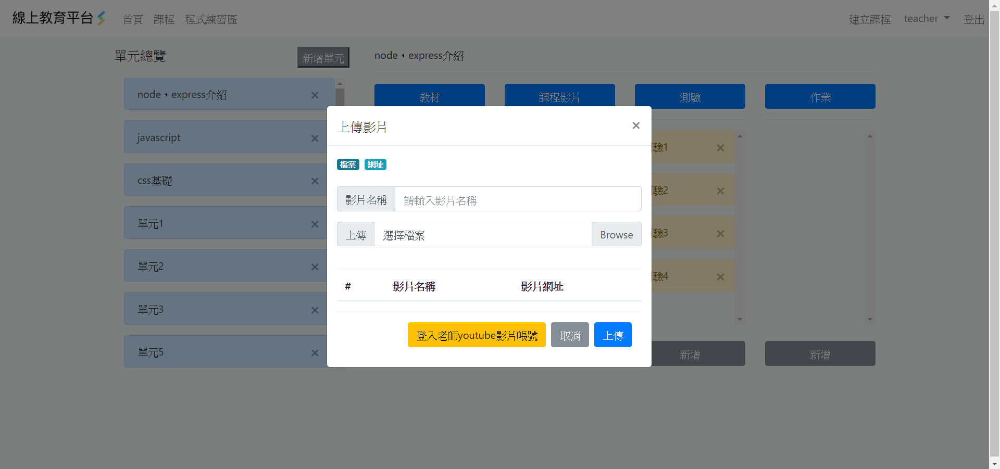 線上教育平台 首頁 課程 程式練習區 建立課程 teacher 登出
單元總覽 新增單元
node，express介紹
javascript
css基礎
單元1
單元2
單元3
單元4
單元5
node，express介紹
教材 課程影片 測驗 作業
驗1
驗2
驗3
驗4
新增 新增
上傳影片 ×
檔案 網址
影片名稱 請輸入影片名稱
上傳 選擇檔案 Browse
# 影片名稱 影片網址
登入老師youtube影片帳號 取消 上傳